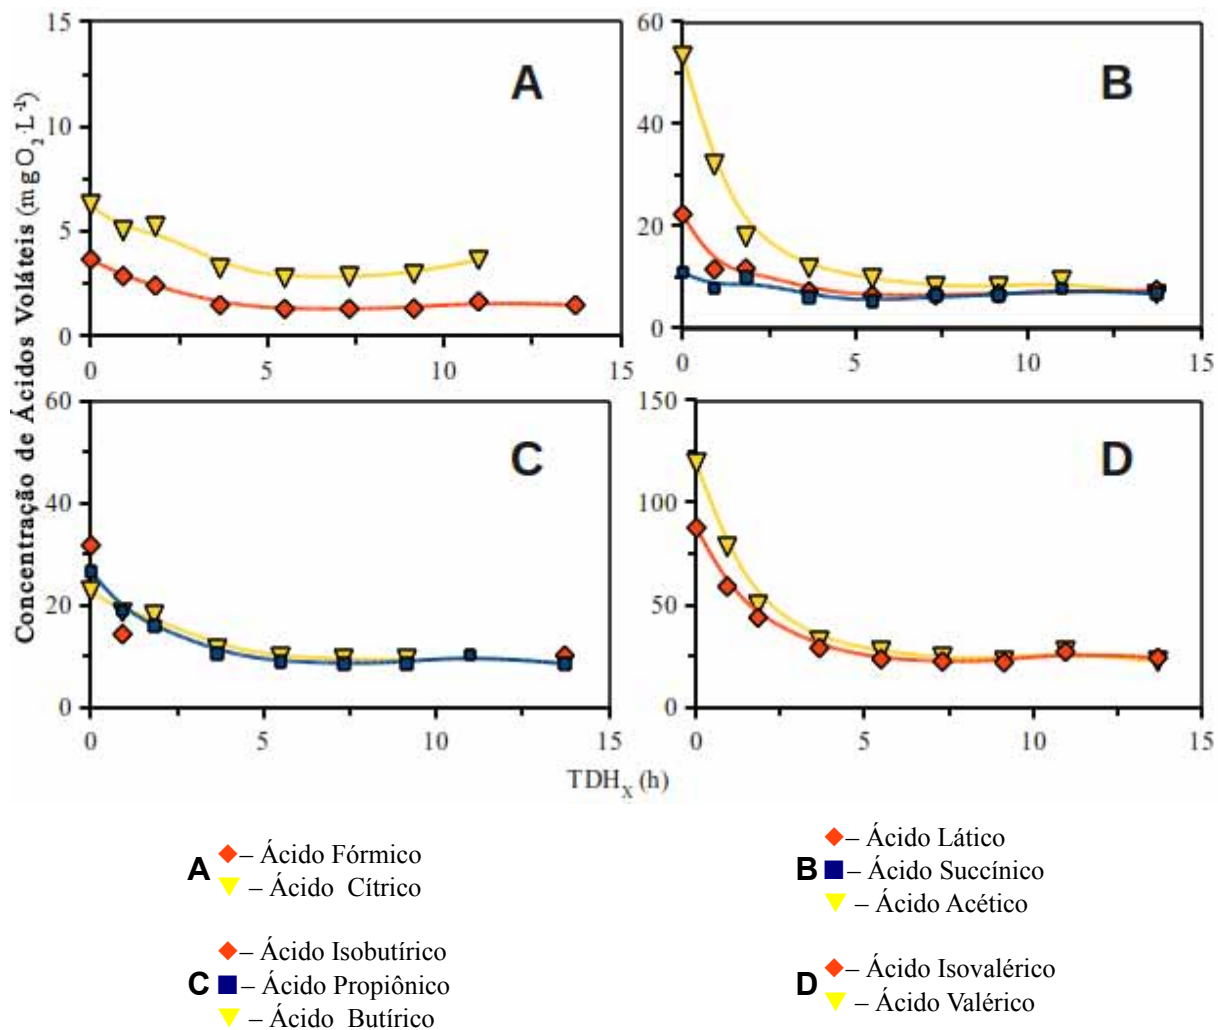 Concentração de Ácidos Voláteis (mg O₂.L⁻¹)
15
10
5
0
0 5 10 15
A
60
40
20
0
0 5 10 15
B
60
40
20
0
0 5 10 15
C
150
100
50
0
0 5 10 15
D
TDHₓ (h)
A
– Ácido Fórmico
– Ácido Cítrico
B
– Ácido Lático
– Ácido Succínico
– Ácido Acético
C
– Ácido Isobutírico
– Ácido Propiônico
– Ácido Butírico
D
– Ácido Isovalérico
– Ácido Valérico